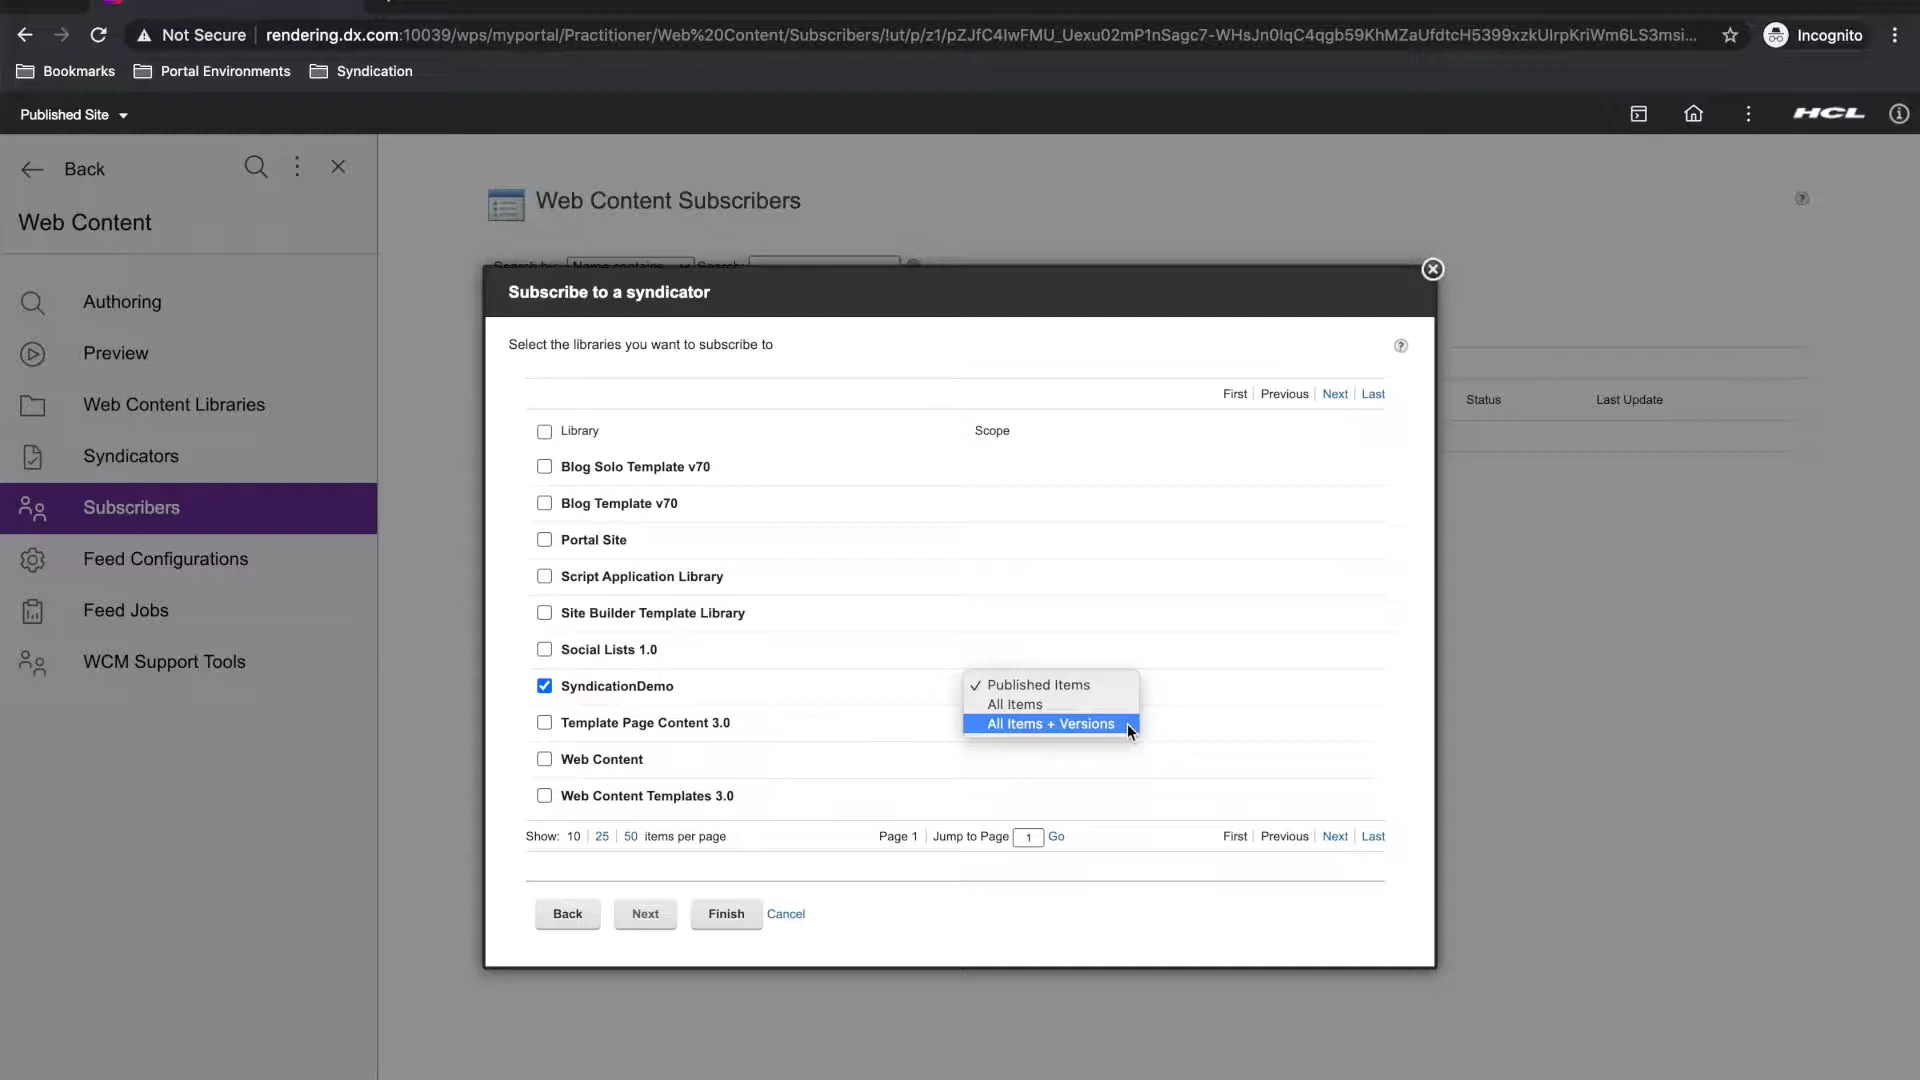 Not Secure
rendering.dx.com:10039/wps/myportal/Practitioner/Web%20Content/Subscribers/!ut/p/z1/pZJfC4IwFMU_Uexu02mP1nSagc7-WHsJn0IqC4qgb59KhMZaUfdtcH5399xzkUIrpKriWm6LS3msi...
Incognito
Bookmarks
Portal Environments
Syndication
Published Site
HCL
Back
Web Content
Authoring
Preview
Web Content Libraries
Syndicators
Subscribers
Feed Configurations
Feed Jobs
WCM Support Tools
Web Content Subscribers
Status
Last Update
Subscribe to a syndicator
Select the libraries you want to subscribe to
First Previous Next Last
Library Scope
Blog Solo Template v70
Blog Template v70
Portal Site
Script Application Library
Site Builder Template Library
Social Lists 1.0
SyndicationDemo
✓ Published Items
All Items
All Items + Versions
Template Page Content 3.0
Web Content
Web Content Templates 3.0
Show: 10 25 50 items per page
Page 1 Jump to Page 1 Go
First Previous Next Last
Back
Next
Finish
Cancel